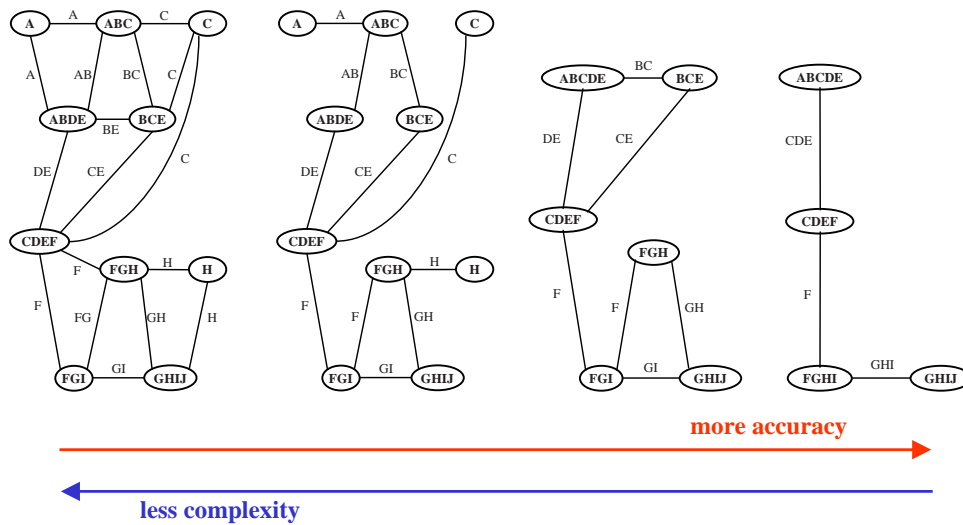 A
A
ABC
C
C
A
AB
BC
C
ABDE
BE
BCE
DE
CE
C
CDEF
F
FGH
H
H
F
FG
GH
H
FGI
GI
GHIJ
A
A
ABC
C
AB
BC
ABDE
BCE
DE
CE
C
CDEF
FGH
H
H
F
F
GH
FGI
GI
GHIJ
ABCDE
BC
BCE
DE
CE
CDEF
FGH
F
F
GH
FGI
GI
GHIJ
ABCDE
CDE
CDEF
F
FGHI
GHI
GHIJ
more accuracy
less complexity